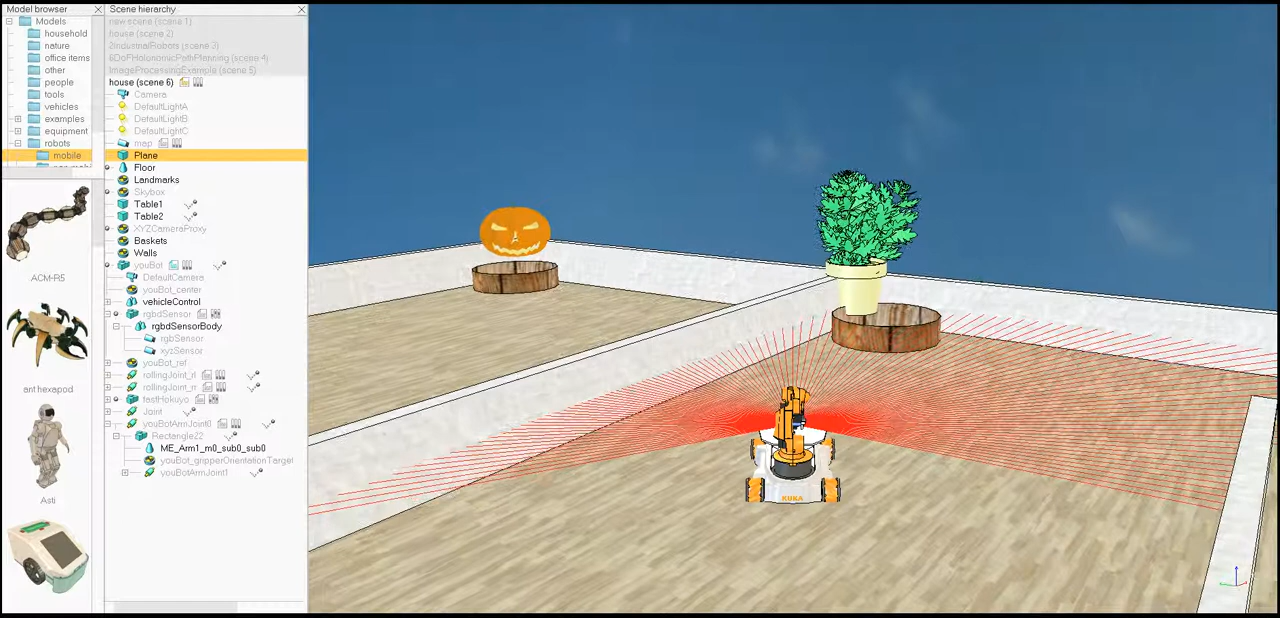 Model browser
Models
household
nature
office items
other
people
tools
vehicles
examples
equipment
robots
mobile
ACM-R5
ant hexapod
Asti
Scene hierarchy
new scene (scene 1)
house (scene 2)
2IndustrialRobots (scene 3)
6DoFHolonomicPathPlanning (scene 4)
ImageProcessingExample (scene 5)
house (scene 6)
Camera
DefaultLightA
DefaultLightB
DefaultLightC
map
Plane
Floor
Landmarks
Skybox
Table1
Table2
XYZCameraProxy
Baskets
Walls
youBot
DefaultCamera
youBot_center
vehicleControl
rgbdSensor
rgbdSensorBody
rgbSensor
xyzSensor
youBot_ref
rollingJoint_rl
rollingJoint_rr
fastHokuyo
Joint
youBotArmJoint0
Rectangle22
ME_Arm1_m0_sub0_sub0
youBot_gripperOrientationTarget
youBotArmJoint1
KUKA